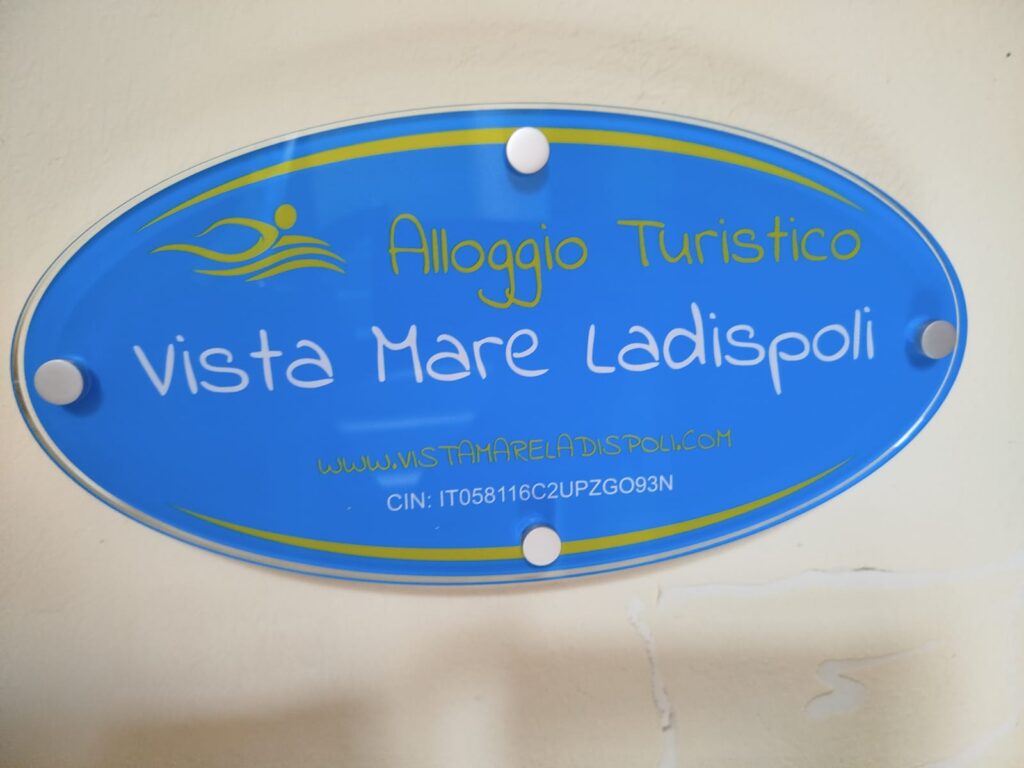 Alloggio Turistico
Vista Mare Ladispoli
www.VISTAMARELADISPOLI.COM
CIN: IT058116C2UPZGO93N